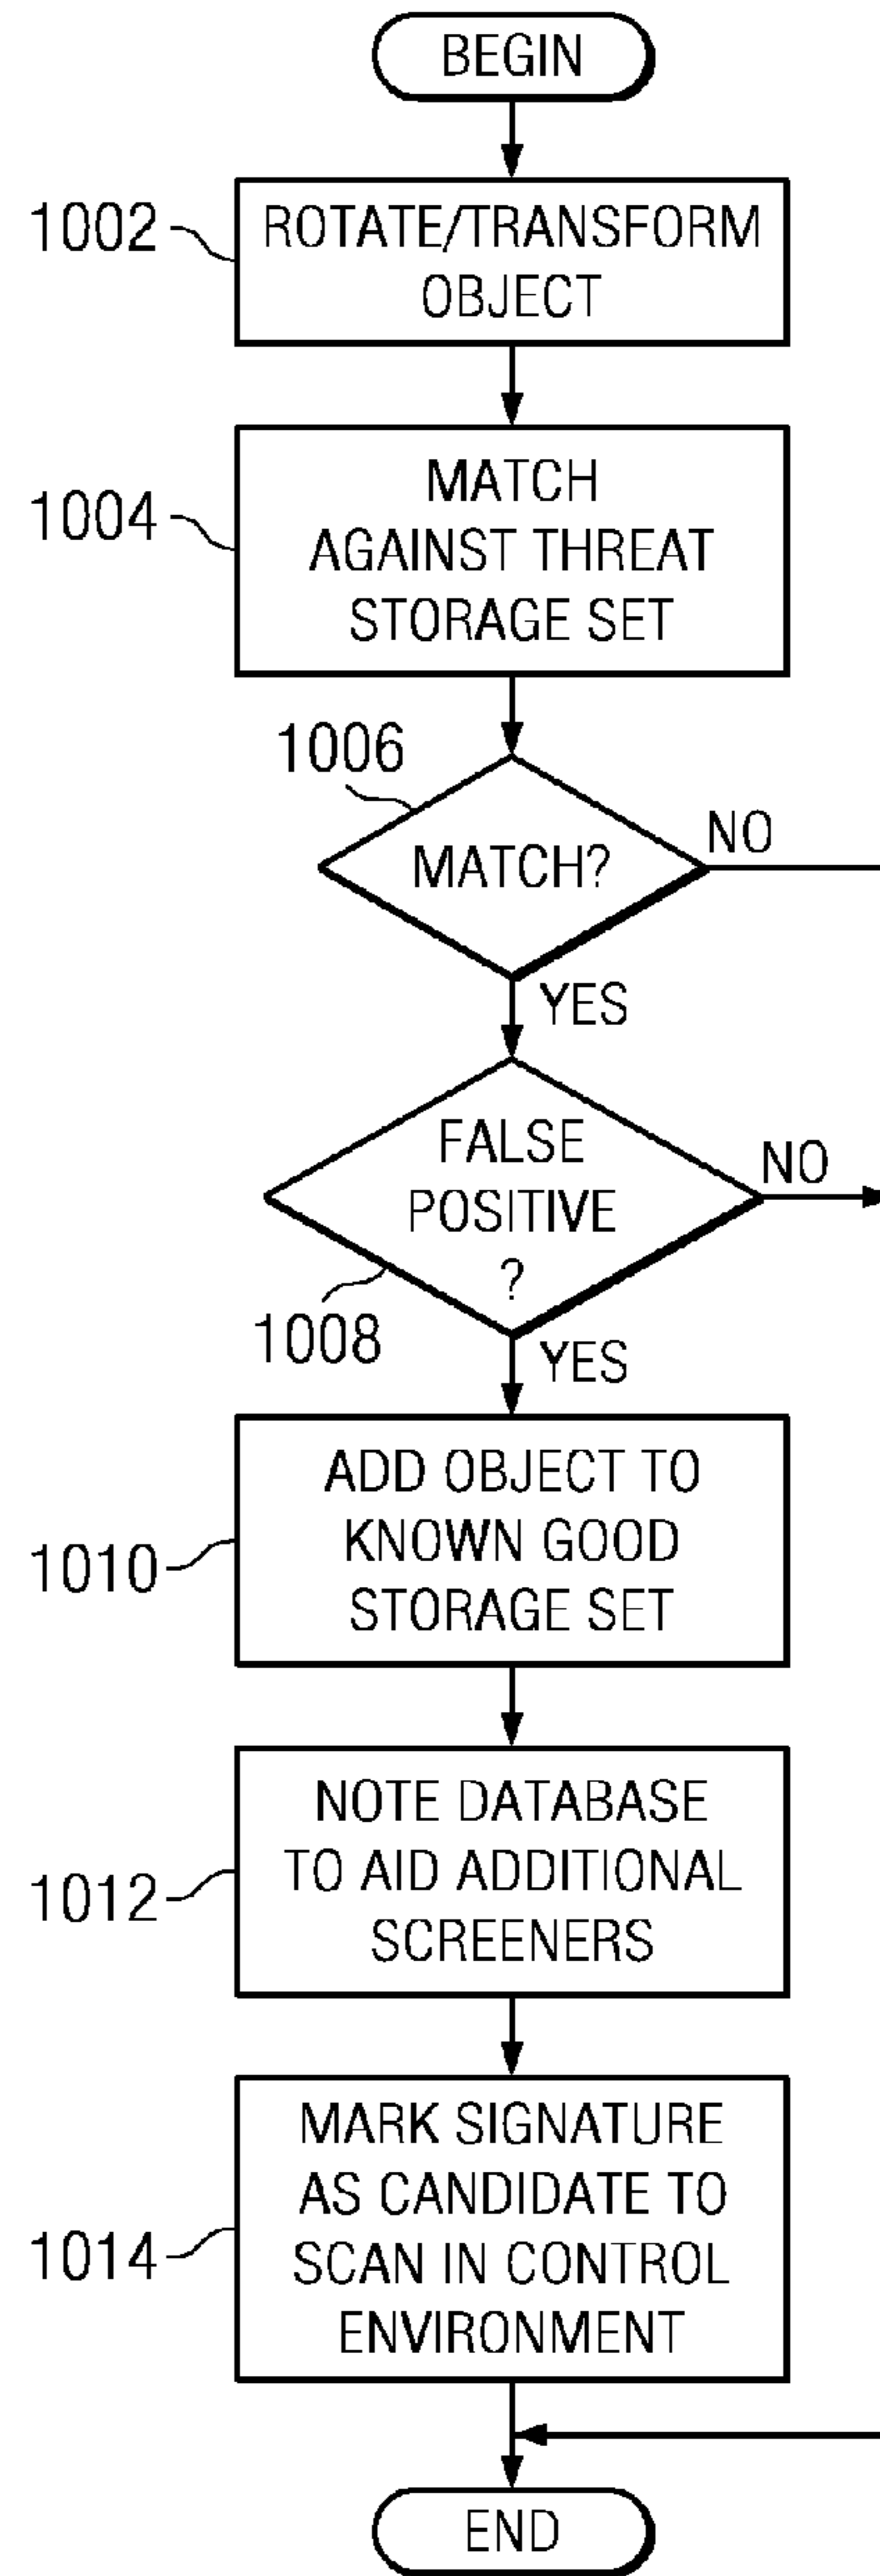 BEGIN
1002
ROTATE/TRANSFORM
OBJECT
1004
MATCH
AGAINST THREAT
STORAGE SET
1006
MATCH?
NO
YES
FALSE
POSITIVE
?
NO
1008
YES
1010
ADD OBJECT TO
KNOWN GOOD
STORAGE SET
1012
NOTE DATABASE
TO AID ADDITIONAL
SCREENERS
1014
MARK SIGNATURE
AS CANDIDATE TO
SCAN IN CONTROL
ENVIRONMENT
END